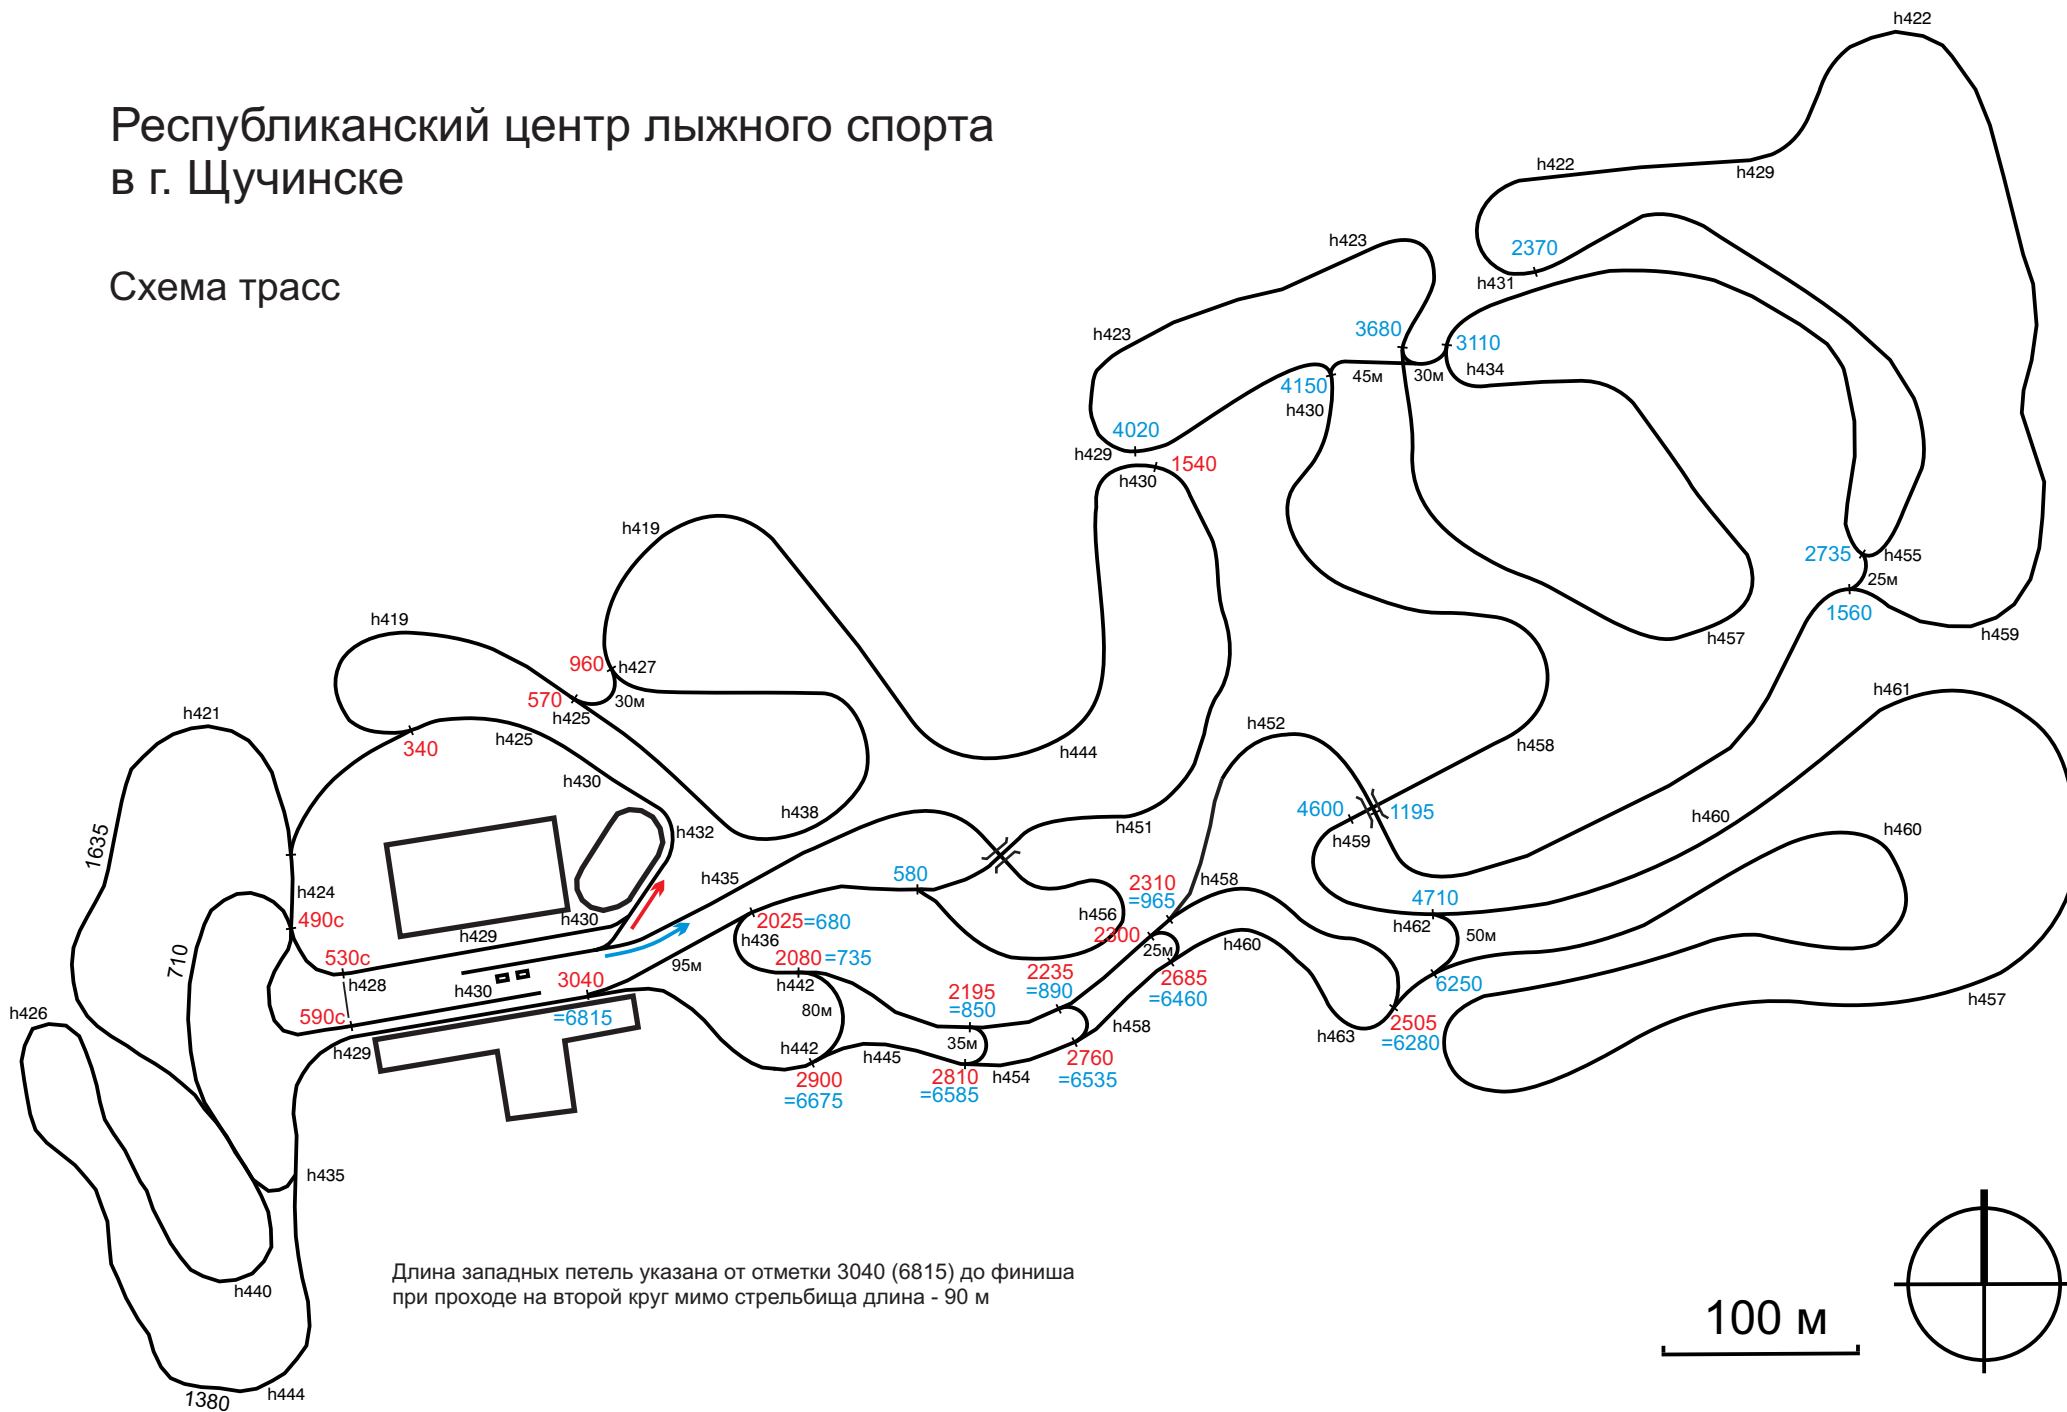 Республиканский центр лыжного спорта
в г. Щучинске
Схема трасс
h422
h422
h429
h423
2370
h431
h423
3680
3110
h434
45м
30м
4150
h430
4020
h429
1540
h430
h419
2735
h455
25м
1560
h459
h457
h419
960
h427
570
30м
h425
h461
h421
340
h425
h444
h452
h458
h430
h438
4600
1195
h460
h451
h459
h460
1635
h432
h435
580
2310
=965
h458
4710
h424
490с
h430
h429
2025=680
h436
h456
2300
h462
50м
h460
25м
710
530с
h428
h430
95м
2080=735
h442
2235
=890
2685
=6460
6250
3040
=6815
2195
=850
h457
h426
590с
h429
80м
h442
h445
35м
h458
h463
2505
=6280
2900
=6675
2810
=6585
h454
2760
=6535
h435
h440
Длина западных петель указана от отметки 3040 (6815) до финиша
при проходе на второй круг мимо стрельбища длина - 90 м
100 м
1380
h444